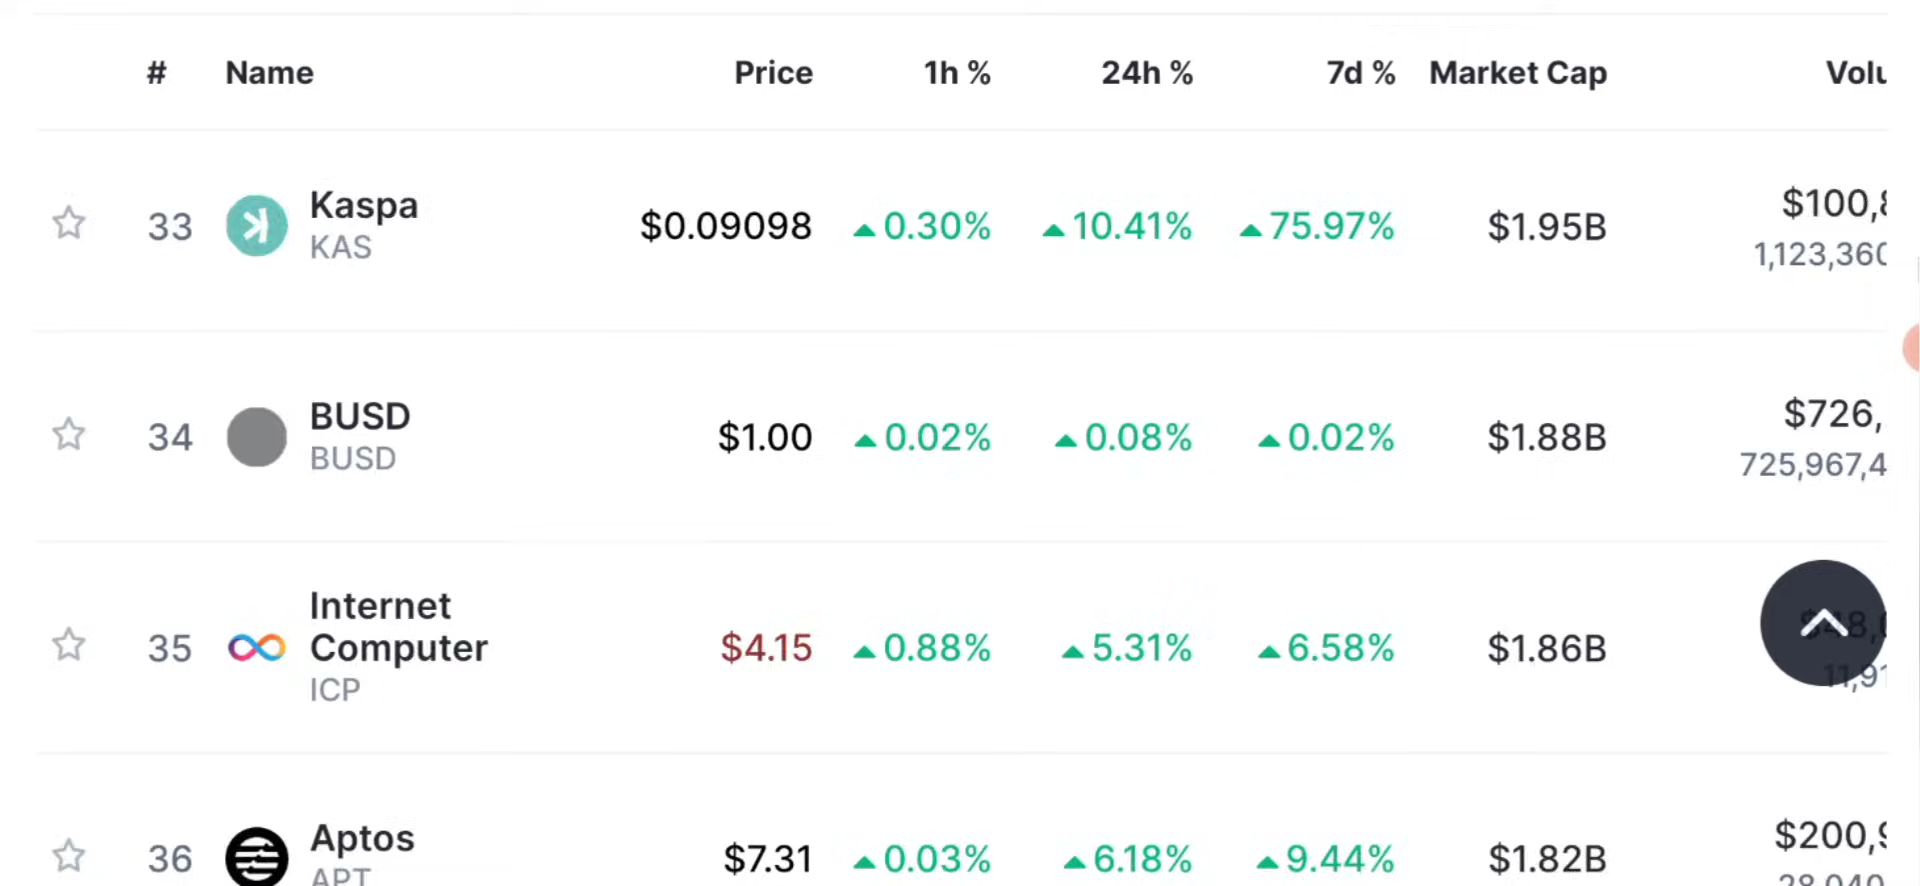 # Name Price 1h % 24h % 7d % Market Cap
Kaspa
33 $0.09098 0.30% 10.41% 75.97% $1.95B
KAS
BUSD
34 $1.00 0.02% 0.08% 0.02% $1.88B
BUSD
Internet
Computer
35 $4.15 0.88% 5.31% 6.58% $1.86B
ICP
Aptos
36 $7.31 0.03% 6.18% 9.44% $1.82B
APT